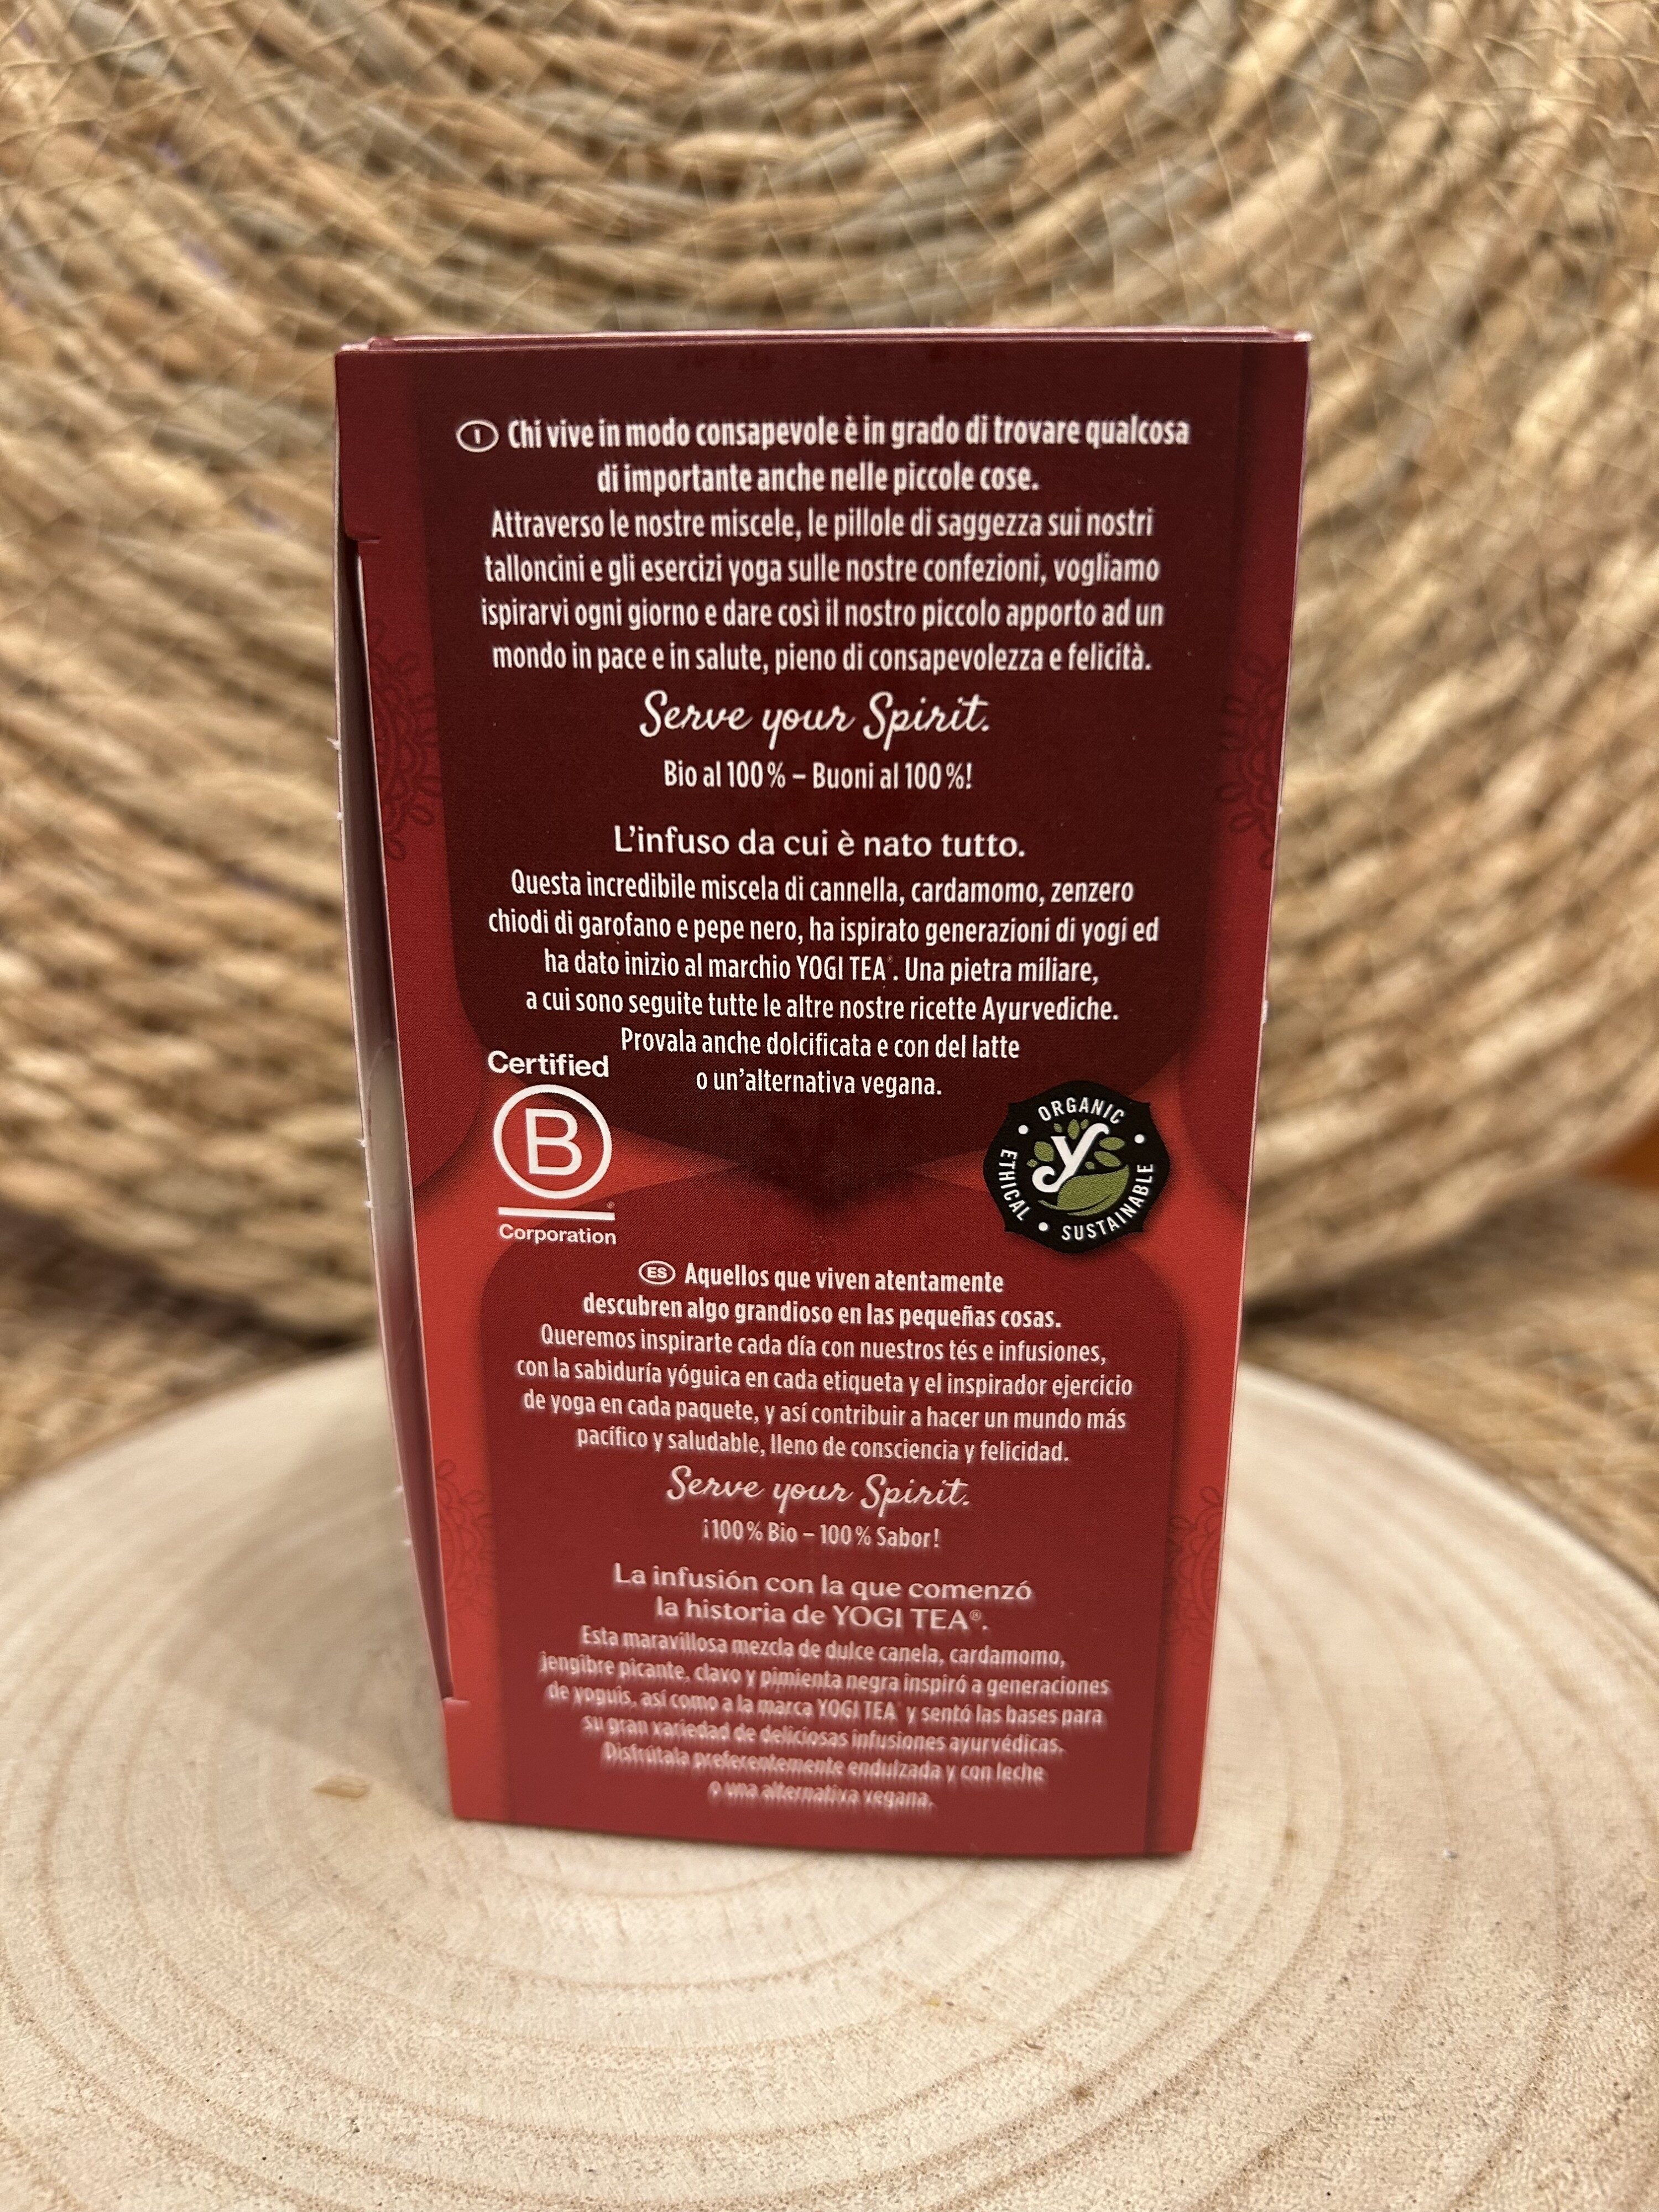 I Chi vive in modo consapevole è in grado di trovare qualcosa
di importante anche nelle piccole cose.
Attraverso le nostre miscele, le pillole di saggezza sui nostri
talloncini e gli esercizi yoga sulle nostre confezioni, vogliamo
ispirarvi ogni giorno e dare così il nostro piccolo apporto ad un
mondo in pace e in salute, pieno di consapevolezza e felicità.
Serve your Spirit.
Bio al 100% – Buoni al 100%!
L'infuso da cui è nato tutto.
Questa incredibile miscela di cannella, cardamomo, zenzero
chiodi di garofano e pepe nero, ha ispirato generazioni di yogi ed
ha dato inizio al marchio YOGI TEA®. Una pietra miliare,
a cui sono seguite tutte le altre nostre ricette Ayurvediche.
Provala anche dolcificata e con del latte
o un'alternativa vegana.
Certified
B
®
Corporation
ORGANIC
y
ETHICAL • SUSTAINABLE
ES Aquellos que viven atentamente
descubren algo grandioso en las pequeñas cosas.
Queremos inspirarte cada día con nuestros tés e infusiones,
con la sabiduría yóguica en cada etiqueta y el inspirador ejercicio
de yoga en cada paquete, y así contribuir a hacer un mundo más
pacífico y saludable, lleno de consciencia y felicidad.
Serve your Spirit.
¡100% Bio – 100% Sabor!
La infusión con la que comenzó
la historia de YOGI TEA®.
Esta maravillosa mezcla de dulce canela, cardamomo,
jengibre picante, clavo y pimienta negra inspiró a generaciones
de yoguis, así como a la marca YOGI TEA® y sentó las bases para
su gran variedad de deliciosas infusiones ayurvédicas.
Disfrútala preferentemente endulzada y con leche
o una alternativa vegana.